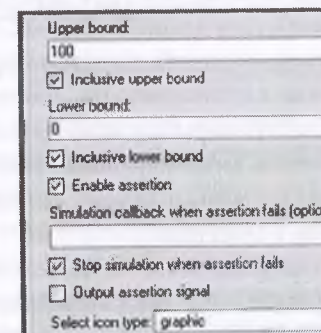 Upper bound:
100
Inclusive upper bound
Lower bound:
0
Inclusive lower bound
Enable assertion
Simulation callback when assertion fails (optio
Stop simulation when assertion fails
Output assertion signal
Select icon type: graphic